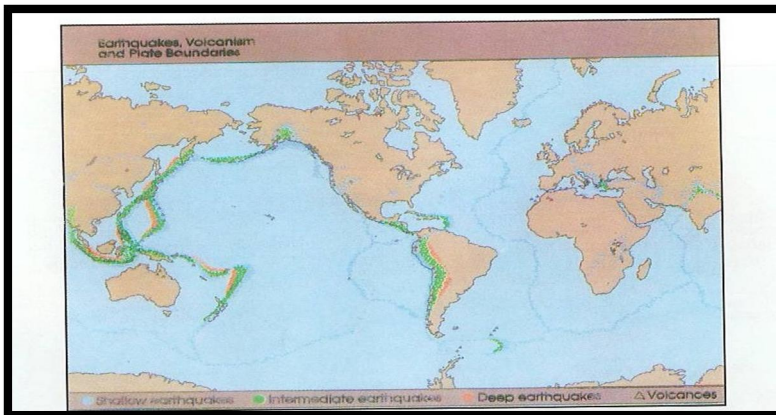 Earthquakes, Volcanism
and Plate Boundaries
Shallow earthquakes Intermediate earthquakes Deep earthquakes Volcanoes